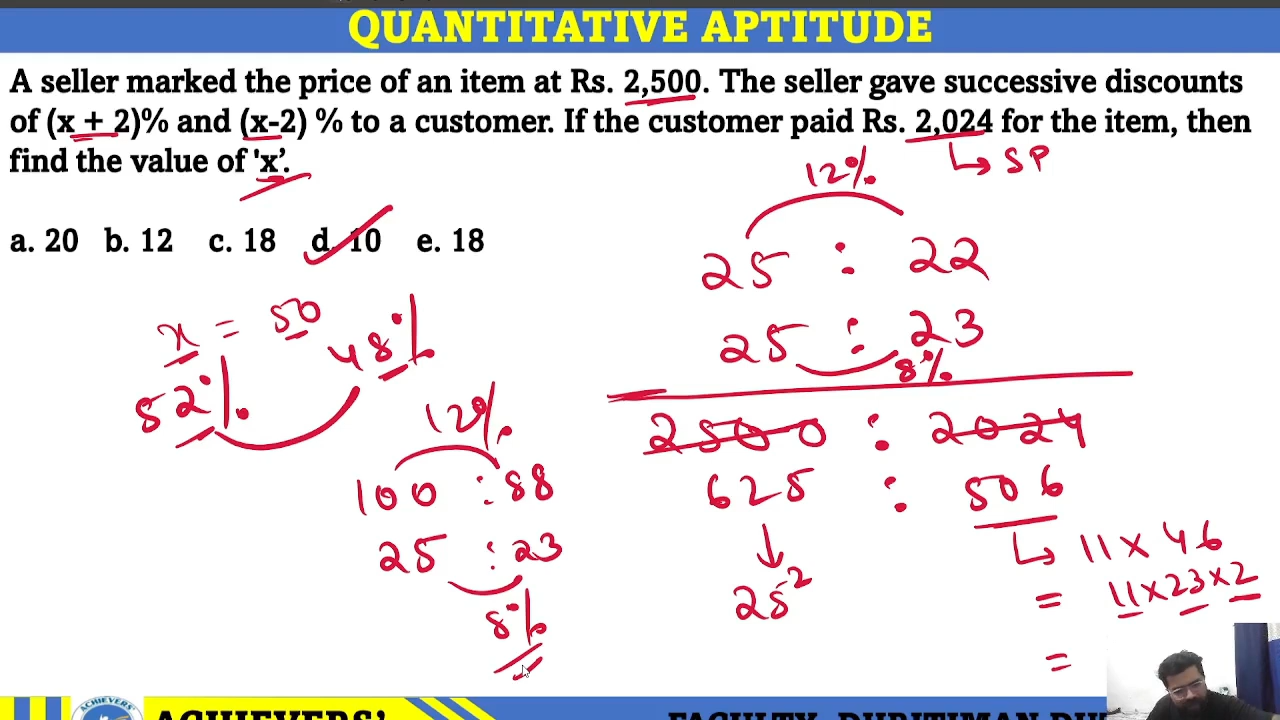 QUANTITATIVE APTITUDE
A seller marked the price of an item at Rs. 2,500. The seller gave successive discounts
of (x + 2)% and (x-2) % to a customer. If the customer paid Rs. 2,024 for the item, then
find the value of 'x’.
SP
12%
a. 20 b. 12 c. 18 d. 10 e. 18
25 : 22
x = 50
25 : 23
48%
8%
52%
12%
2500 : 2024
100 : 88
625 : 506
25 : 23
11 x 46
25²
= 11 x 23 x 2
8%
=
ACHIEVERS'
ACHIEVERS'
FACULTY